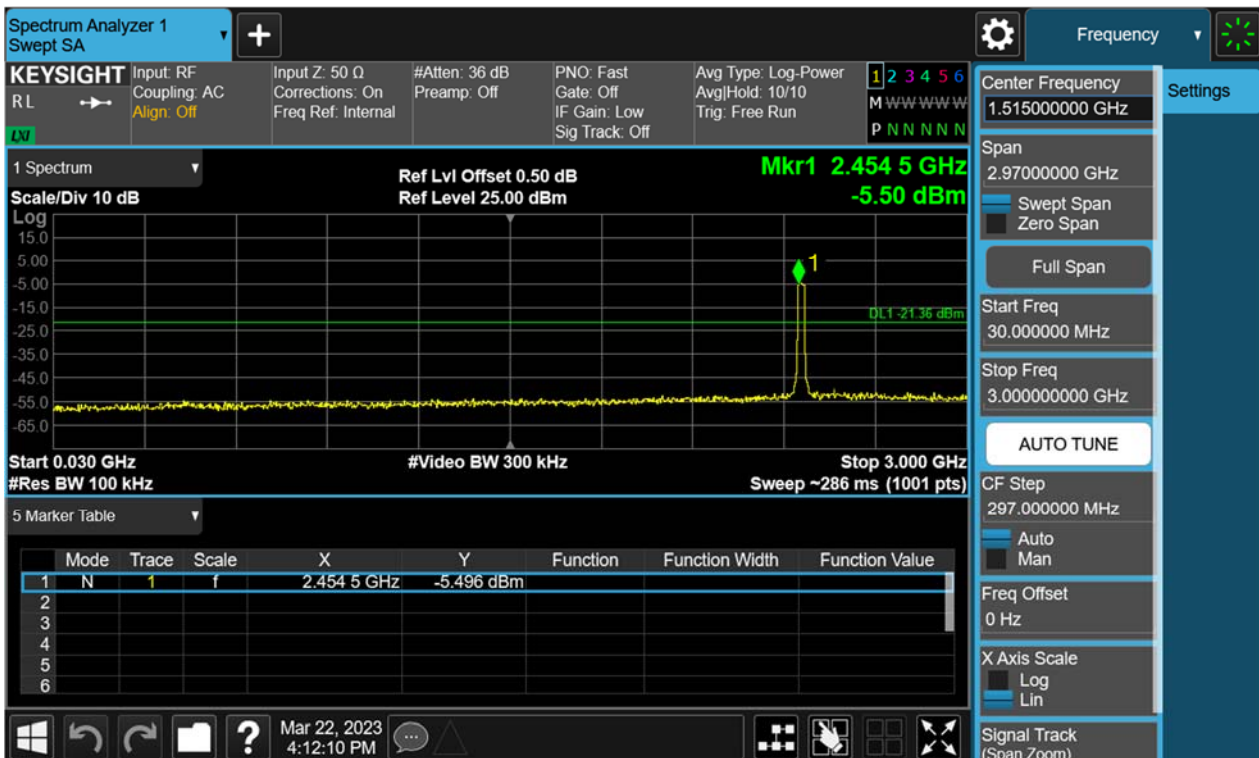 Spectrum Analyzer 1
Swept SA
Frequency
KEYSIGHT
R L
LXI
Input: RF
Coupling: AC
Align: Off
Input Z: 50 Ω
Corrections: On
Freq Ref: Internal
#Atten: 36 dB
Preamp: Off
PNO: Fast
Gate: Off
IF Gain: Low
Sig Track: Off
Avg Type: Log-Power
Avg|Hold: 10/10
Trig: Free Run
1 2 3 4 5 6
M W W W W W
P N N N N N
Settings
1 Spectrum
Scale/Div 10 dB
Ref Lvl Offset 0.50 dB
Ref Level 25.00 dBm
Mkr1 2.454 5 GHz
-5.50 dBm
Log
15.0
5.00
-5.00
-15.0
-25.0
-35.0
-45.0
-55.0
-65.0
1
DL1 -21.36 dBm
Start 0.030 GHz
#Video BW 300 kHz
Stop 3.000 GHz
#Res BW 100 kHz
Sweep ~286 ms (1001 pts)
5 Marker Table
Mode Trace Scale X Y Function Function Width Function Value
1 N 1 f 2.454 5 GHz -5.496 dBm
2
3
4
5
6
Center Frequency
1.515000000 GHz
Span
2.97000000 GHz
Swept Span
Zero Span
Full Span
Start Freq
30.000000 MHz
Stop Freq
3.000000000 GHz
AUTO TUNE
CF Step
297.000000 MHz
Auto
Man
Freq Offset
0 Hz
X Axis Scale
Log
Lin
Signal Track
(Span Zoom)
?
Mar 22, 2023
4:12:10 PM